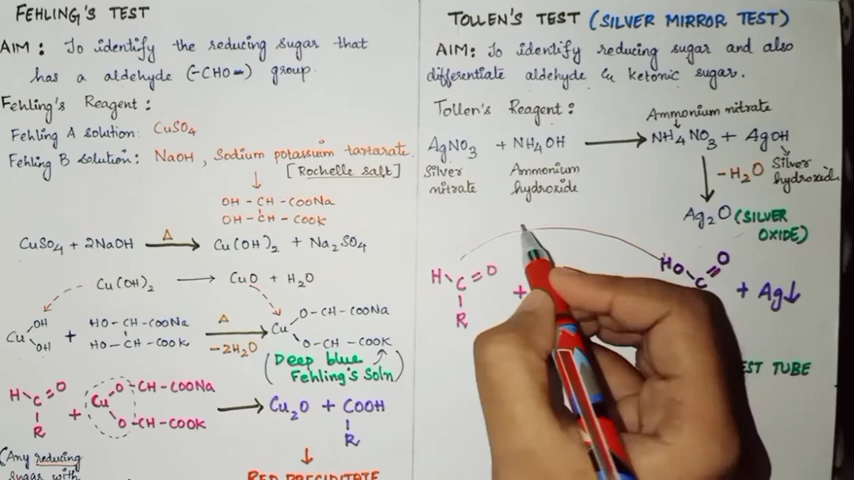 FEHLING'S TEST
AIM: To identify the reducing sugar that
has a aldehyde (-CHO-) group.
Fehling's Reagent:
Fehling A solution: CuSO4
Fehling B solution: NaOH, Sodium potassium tartarate.
[Rochelle salt]
OH - CH - COONa
OH - CH - COOK
CuSO4 + 2NaOH Δ→ Cu(OH)2 + Na2SO4
Cu(OH)2 → CuO + H2O
Cu OH OH + HO-CH-COONa HO-CH-COOK Δ→ -2H2O Cu O-CH-COONa O-CH-COOK
(Deep blue
Fehling's Soln)
H-C=O R + Cu O-CH-COONa O-CH-COOK → Cu2O + COOH R
(Any reducing
sugar with
RED PRECIPITATE
TOLLEN'S TEST (SILVER MIRROR TEST)
AIM: To identify reducing sugar and also
differentiate aldehyde & ketonic sugar.
Tollen's Reagent:
Ammonium nitrate
AgNO3 + NH4OH → NH4NO3 + AgOH
Silver nitrate
Ammonium hydroxide
Silver hydroxide
-H2O
Ag2O (SILVER
OXIDE)
H-C=O R + HO-C=O + Ag↓
EST TUBE